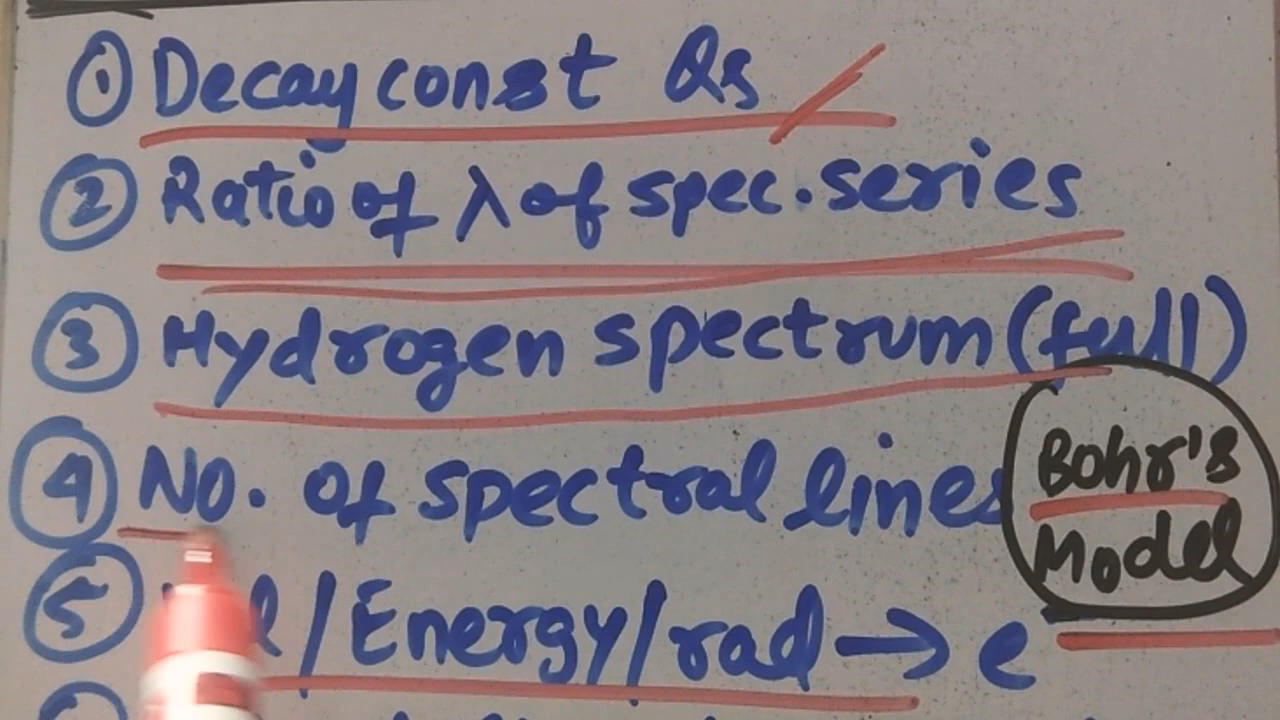 ① Decay const Qs
② Ratio of λ of spec. series
③ Hydrogen spectrum (full)
④ No. of spectral lines
Bohr's
Model
⑤ /Energy/rad → e